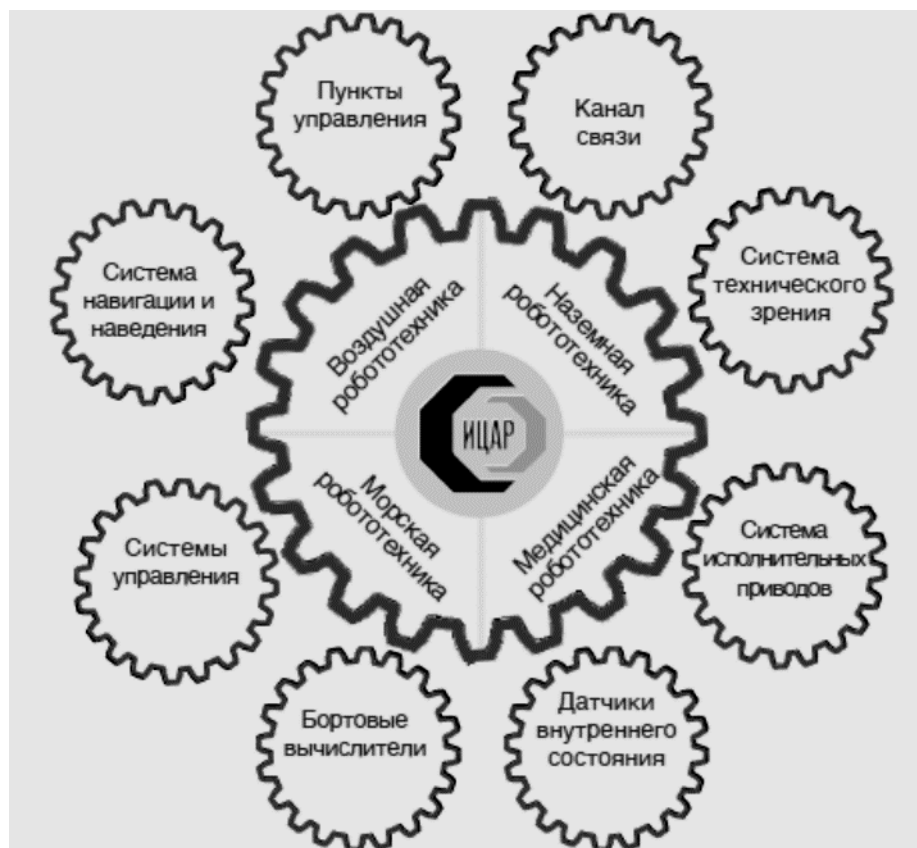 Пункты
управления
Канал
связи
Система
навигации и
наведения
Система
технического
зрения
Воздушная
робототехника
Наземная
робототехника
ИЦАР
Морская
робототехника
Медицинская
робототехника
Системы
управления
Система
исполнительных
приводов
Бортовые
вычислители
Датчики
внутреннего
состояния